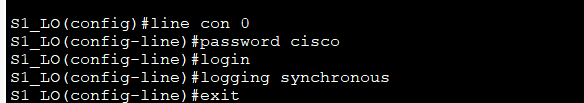 S1_LO(config)#line con 0
S1_LO(config-line)#password cisco
S1_LO(config-line)#login
S1_LO(config-line)#logging synchronous
S1_LO(config-line)#exit